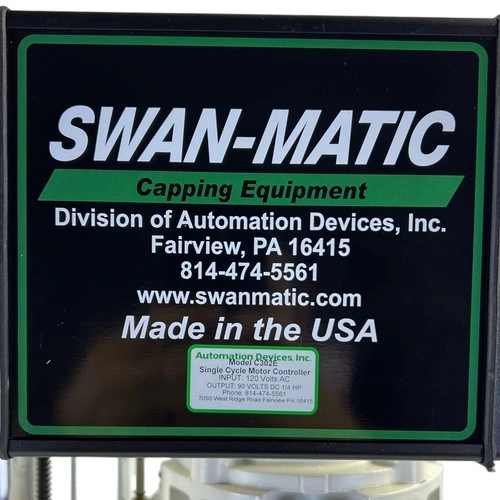 SWAN-MATIC
Capping Equipment
Division of Automation Devices, Inc.
Fairview, PA 16415
814-474-5561
www.swanmatic.com
Made in the USA
Automation Devices, Inc.
Model C302E
Single Cycle Motor Controller
INPUT: 120 Volts AC
OUTPUT: 90 VOLTS DC 1/4 HP
Phone: 814-474-5561
7050 West Ridge Road Fairview PA 16415